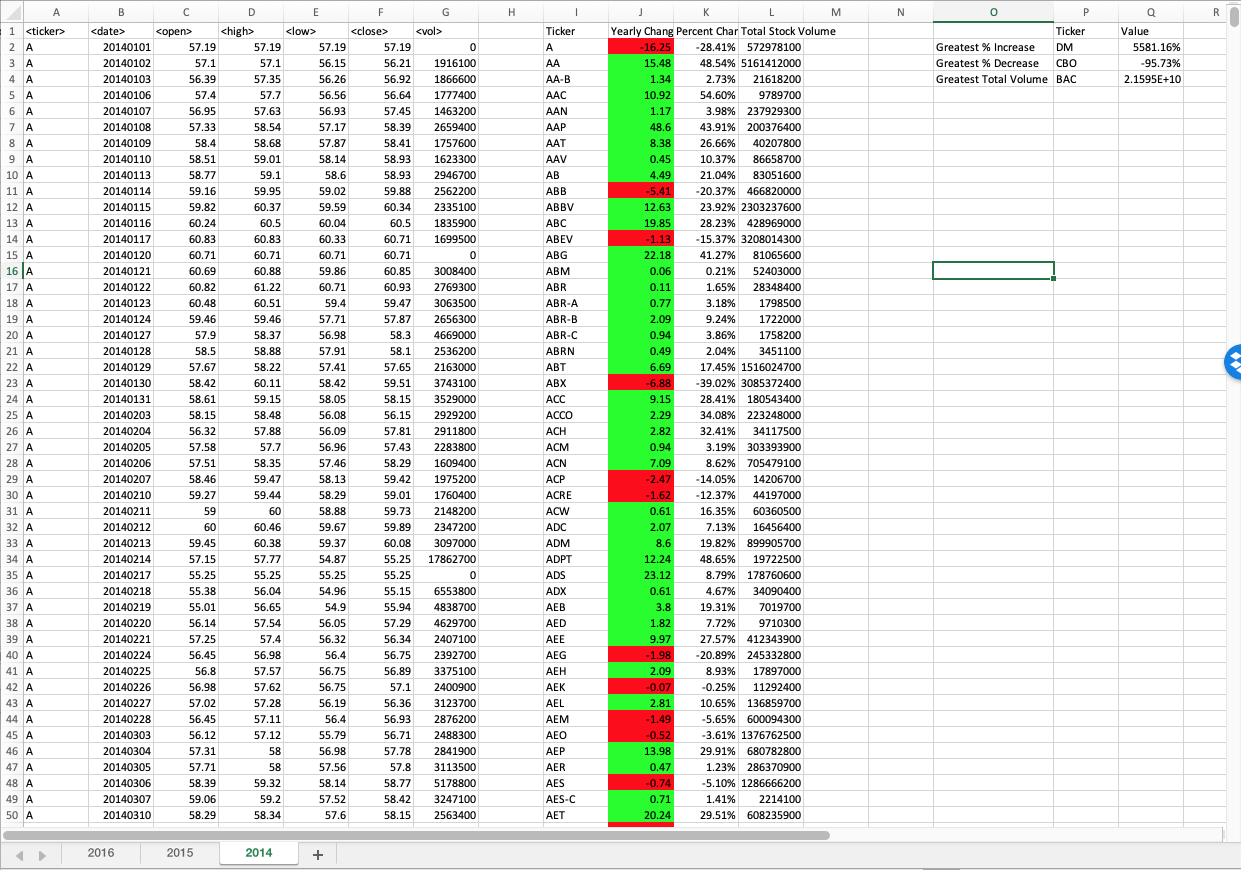 A B C D E F G H I J K L M N O P Q R
1 <ticker> <date> <open> <high> <low> <close> <vol> Ticker Yearly Chang Percent Char Total Stock Volume Ticker Value
2 A 20140101 57.19 57.19 57.19 57.19 0 A -16.25 -28.41% 572978100 Greatest % Increase DM 5581.16%
3 A 20140102 57.1 57.1 56.15 56.21 1916100 AA 15.48 48.54% 5161412000 Greatest % Decrease CBO -95.73%
4 A 20140103 56.39 57.35 56.26 56.92 1866600 AA-B 1.34 2.73% 21618200 Greatest Total Volume BAC 2.1595E+10
5 A 20140106 57.4 57.7 56.56 56.64 1777400 AAC 10.92 54.60% 9789700
6 A 20140107 56.95 57.63 56.93 57.45 1463200 AAN 1.17 3.98% 237929300
7 A 20140108 57.33 58.54 57.17 58.39 2659400 AAP 48.6 43.91% 200376400
8 A 20140109 58.4 58.68 57.87 58.41 1757600 AAT 8.38 26.66% 40207800
9 A 20140110 58.51 59.01 58.14 58.93 1623300 AAV 0.45 10.37% 86658700
10 A 20140113 58.77 59.1 58.6 58.93 2946700 AB 4.49 21.04% 83051600
11 A 20140114 59.16 59.95 59.02 59.88 2562200 ABB -5.41 -20.37% 466820000
12 A 20140115 59.82 60.37 59.59 60.34 2335100 ABBV 12.63 23.92% 2303237600
13 A 20140116 60.24 60.5 60.04 60.5 1835900 ABC 19.85 28.23% 428969000
14 A 20140117 60.83 60.83 60.33 60.71 1699500 ABEV -1.13 -15.37% 3208014300
15 A 20140120 60.71 60.71 60.71 60.71 0 ABG 22.18 41.27% 81065600
16 A 20140121 60.69 60.88 59.86 60.85 3008400 ABM 0.06 0.21% 52403000
17 A 20140122 60.82 61.22 60.71 60.93 2769300 ABR 0.11 1.65% 28348400
18 A 20140123 60.48 60.51 59.4 59.47 3063500 ABR-A 0.77 3.18% 1798500
19 A 20140124 59.46 59.46 57.71 57.87 2656300 ABR-B 2.09 9.24% 1722000
20 A 20140127 57.9 58.37 56.98 58.3 4669000 ABR-C 0.94 3.86% 1758200
21 A 20140128 58.5 58.88 57.91 58.1 2536200 ABRN 0.49 2.04% 3451100
22 A 20140129 57.67 58.22 57.41 57.65 2163000 ABT 6.69 17.45% 1516024700
23 A 20140130 58.42 60.11 58.42 59.51 3743100 ABX -6.88 -39.02% 3085372400
24 A 20140131 58.61 59.15 58.05 58.15 3529000 ACC 9.15 28.41% 180543400
25 A 20140203 58.15 58.48 56.08 56.15 2929200 ACCO 2.29 34.08% 223248000
26 A 20140204 56.32 57.88 56.09 57.81 2911800 ACH 2.82 32.41% 34117500
27 A 20140205 57.58 57.7 56.96 57.43 2283800 ACM 0.94 3.19% 303393900
28 A 20140206 57.51 58.35 57.46 58.29 1609400 ACN 7.09 8.62% 705479100
29 A 20140207 58.46 59.47 58.13 59.42 1975200 ACP -2.47 -14.05% 14206700
30 A 20140210 59.27 59.44 58.29 59.01 1760400 ACRE -1.62 -12.37% 44197000
31 A 20140211 59 60 58.88 59.73 2148200 ACW 0.61 16.35% 60360500
32 A 20140212 60 60.46 59.67 59.89 2347200 ADC 2.07 7.13% 16456400
33 A 20140213 59.45 60.38 59.37 60.08 3097000 ADM 8.6 19.82% 899905700
34 A 20140214 57.15 57.77 54.87 55.25 17862700 ADPT 12.24 48.65% 19722500
35 A 20140217 55.25 55.25 55.25 55.25 0 ADS 23.12 8.79% 178760600
36 A 20140218 55.38 56.04 54.96 55.15 6553800 ADX 0.61 4.67% 34090400
37 A 20140219 55.01 56.65 54.9 55.94 4838700 AEB 3.8 19.31% 7019700
38 A 20140220 56.14 57.54 56.05 57.29 4629700 AED 1.82 7.72% 9710300
39 A 20140221 57.25 57.4 56.32 56.34 2407100 AEE 9.97 27.57% 412343900
40 A 20140224 56.45 56.98 56.4 56.75 2392700 AEG -1.98 -20.89% 245332800
41 A 20140225 56.8 57.57 56.75 56.89 3375100 AEH 2.09 8.93% 17897000
42 A 20140226 56.98 57.62 56.75 57.1 2400900 AEK -0.07 -0.25% 11292400
43 A 20140227 57.02 57.28 56.19 56.36 3123700 AEL 2.81 10.65% 136859700
44 A 20140228 56.45 57.11 56.4 56.93 2876200 AEM -1.49 -5.65% 600094300
45 A 20140303 56.12 57.12 55.79 56.71 2488300 AEO -0.52 -3.61% 1376762500
46 A 20140304 57.31 58 56.98 57.78 2841900 AEP 13.98 29.91% 680782800
47 A 20140305 57.71 58 57.56 57.8 3113500 AER 0.47 1.23% 286370900
48 A 20140306 58.39 59.32 58.14 58.77 5178800 AES -0.74 -5.10% 1286666200
49 A 20140307 59.06 59.2 57.52 58.42 3247100 AES-C 0.71 1.41% 2214100
50 A 20140310 58.29 58.34 57.6 58.15 2563400 AET 20.24 29.51% 608235900
2016 2015 2014 +